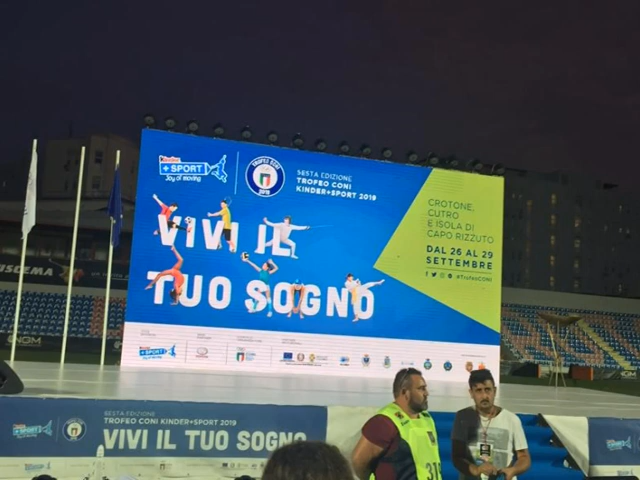 Kinder
+SPORT
Joy of moving
TROFEO CONI
2019
SESTA EDIZIONE
TROFEO CONI
KINDER+SPORT 2019
CROTONE,
CUTRO
E ISOLA DI
CAPO RIZZUTO
DAL 26 AL 29
SETTEMBRE
#TrofeoCONI
VIVI IL
TUO SOGNO
+SPORT
SESTA EDIZIONE
TROFEO CONI KINDER+SPORT 2019
VIVI IL TUO SOGNO
+SPORT